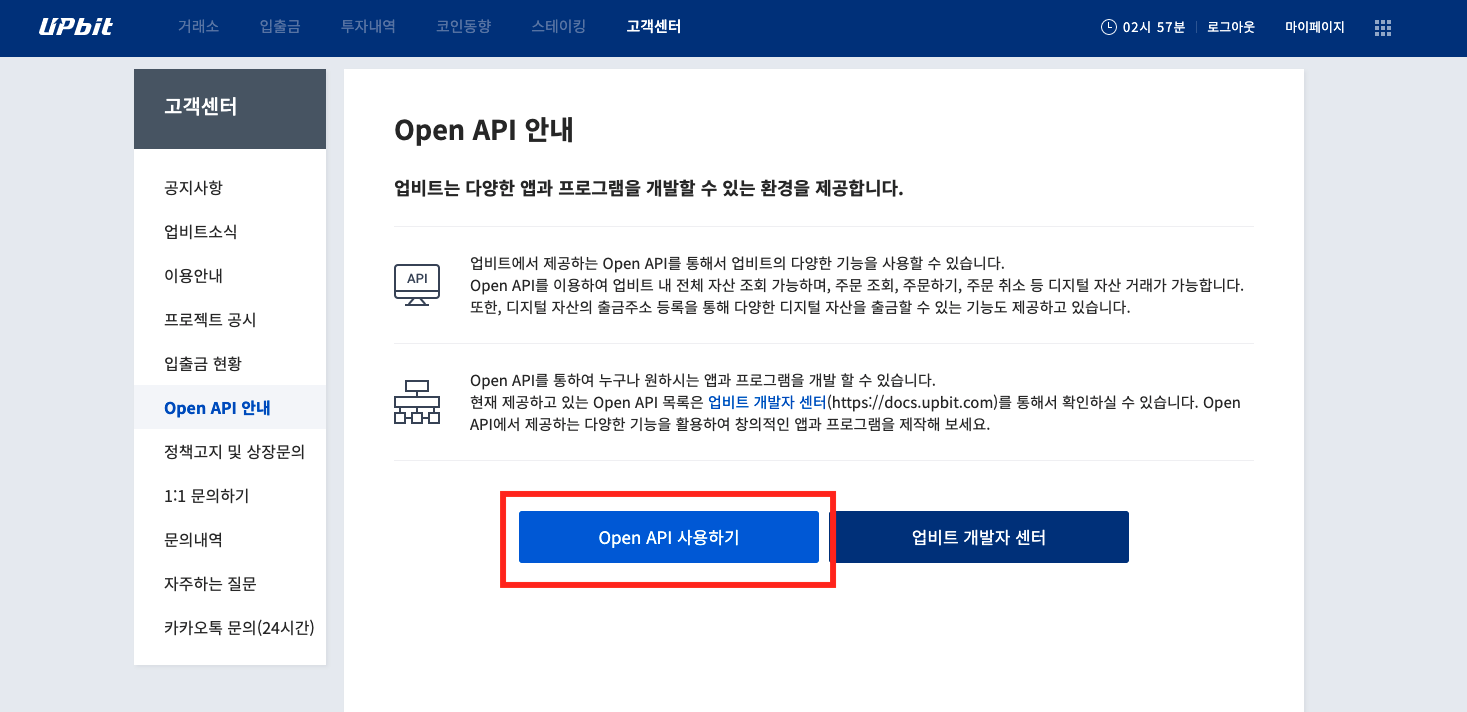 UPbit
거래소 입출금 투자내역 코인동향 스테이킹 고객센터 02시 57분 로그아웃 마이페이지
고객센터
공지사항
업비트소식
이용안내
프로젝트 공시
입출금 현황
Open API 안내
정책고지 및 상장문의
1:1 문의하기
문의내역
자주하는 질문
카카오톡 문의(24시간)
Open API 안내
업비트는 다양한 앱과 프로그램을 개발할 수 있는 환경을 제공합니다.
API
업비트에서 제공하는 Open API를 통해서 업비트의 다양한 기능을 사용할 수 있습니다.
Open API를 이용하여 업비트 내 전체 자산 조회 가능하며, 주문 조회, 주문하기, 주문 취소 등 디지털 자산 거래가 가능합니다.
또한, 디지털 자산의 출금주소 등록을 통해 다양한 디지털 자산을 출금할 수 있는 기능도 제공하고 있습니다.
Open API를 통하여 누구나 원하시는 앱과 프로그램을 개발 할 수 있습니다.
현재 제공하고 있는 Open API 목록은 업비트 개발자 센터(https://docs.upbit.com)를 통해서 확인하실 수 있습니다. Open
API에서 제공하는 다양한 기능을 활용하여 창의적인 앱과 프로그램을 제작해 보세요.
Open API 사용하기
업비트 개발자 센터